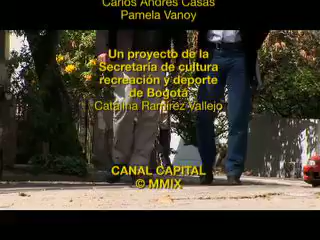 Carlos Andrés Casas
Pamela Vanoy
Un proyecto de la
Secretaría de cultura
recreación y deporte
de Bogotá
Catalina Ramírez Vallejo
CANAL CAPITAL
© MMIX